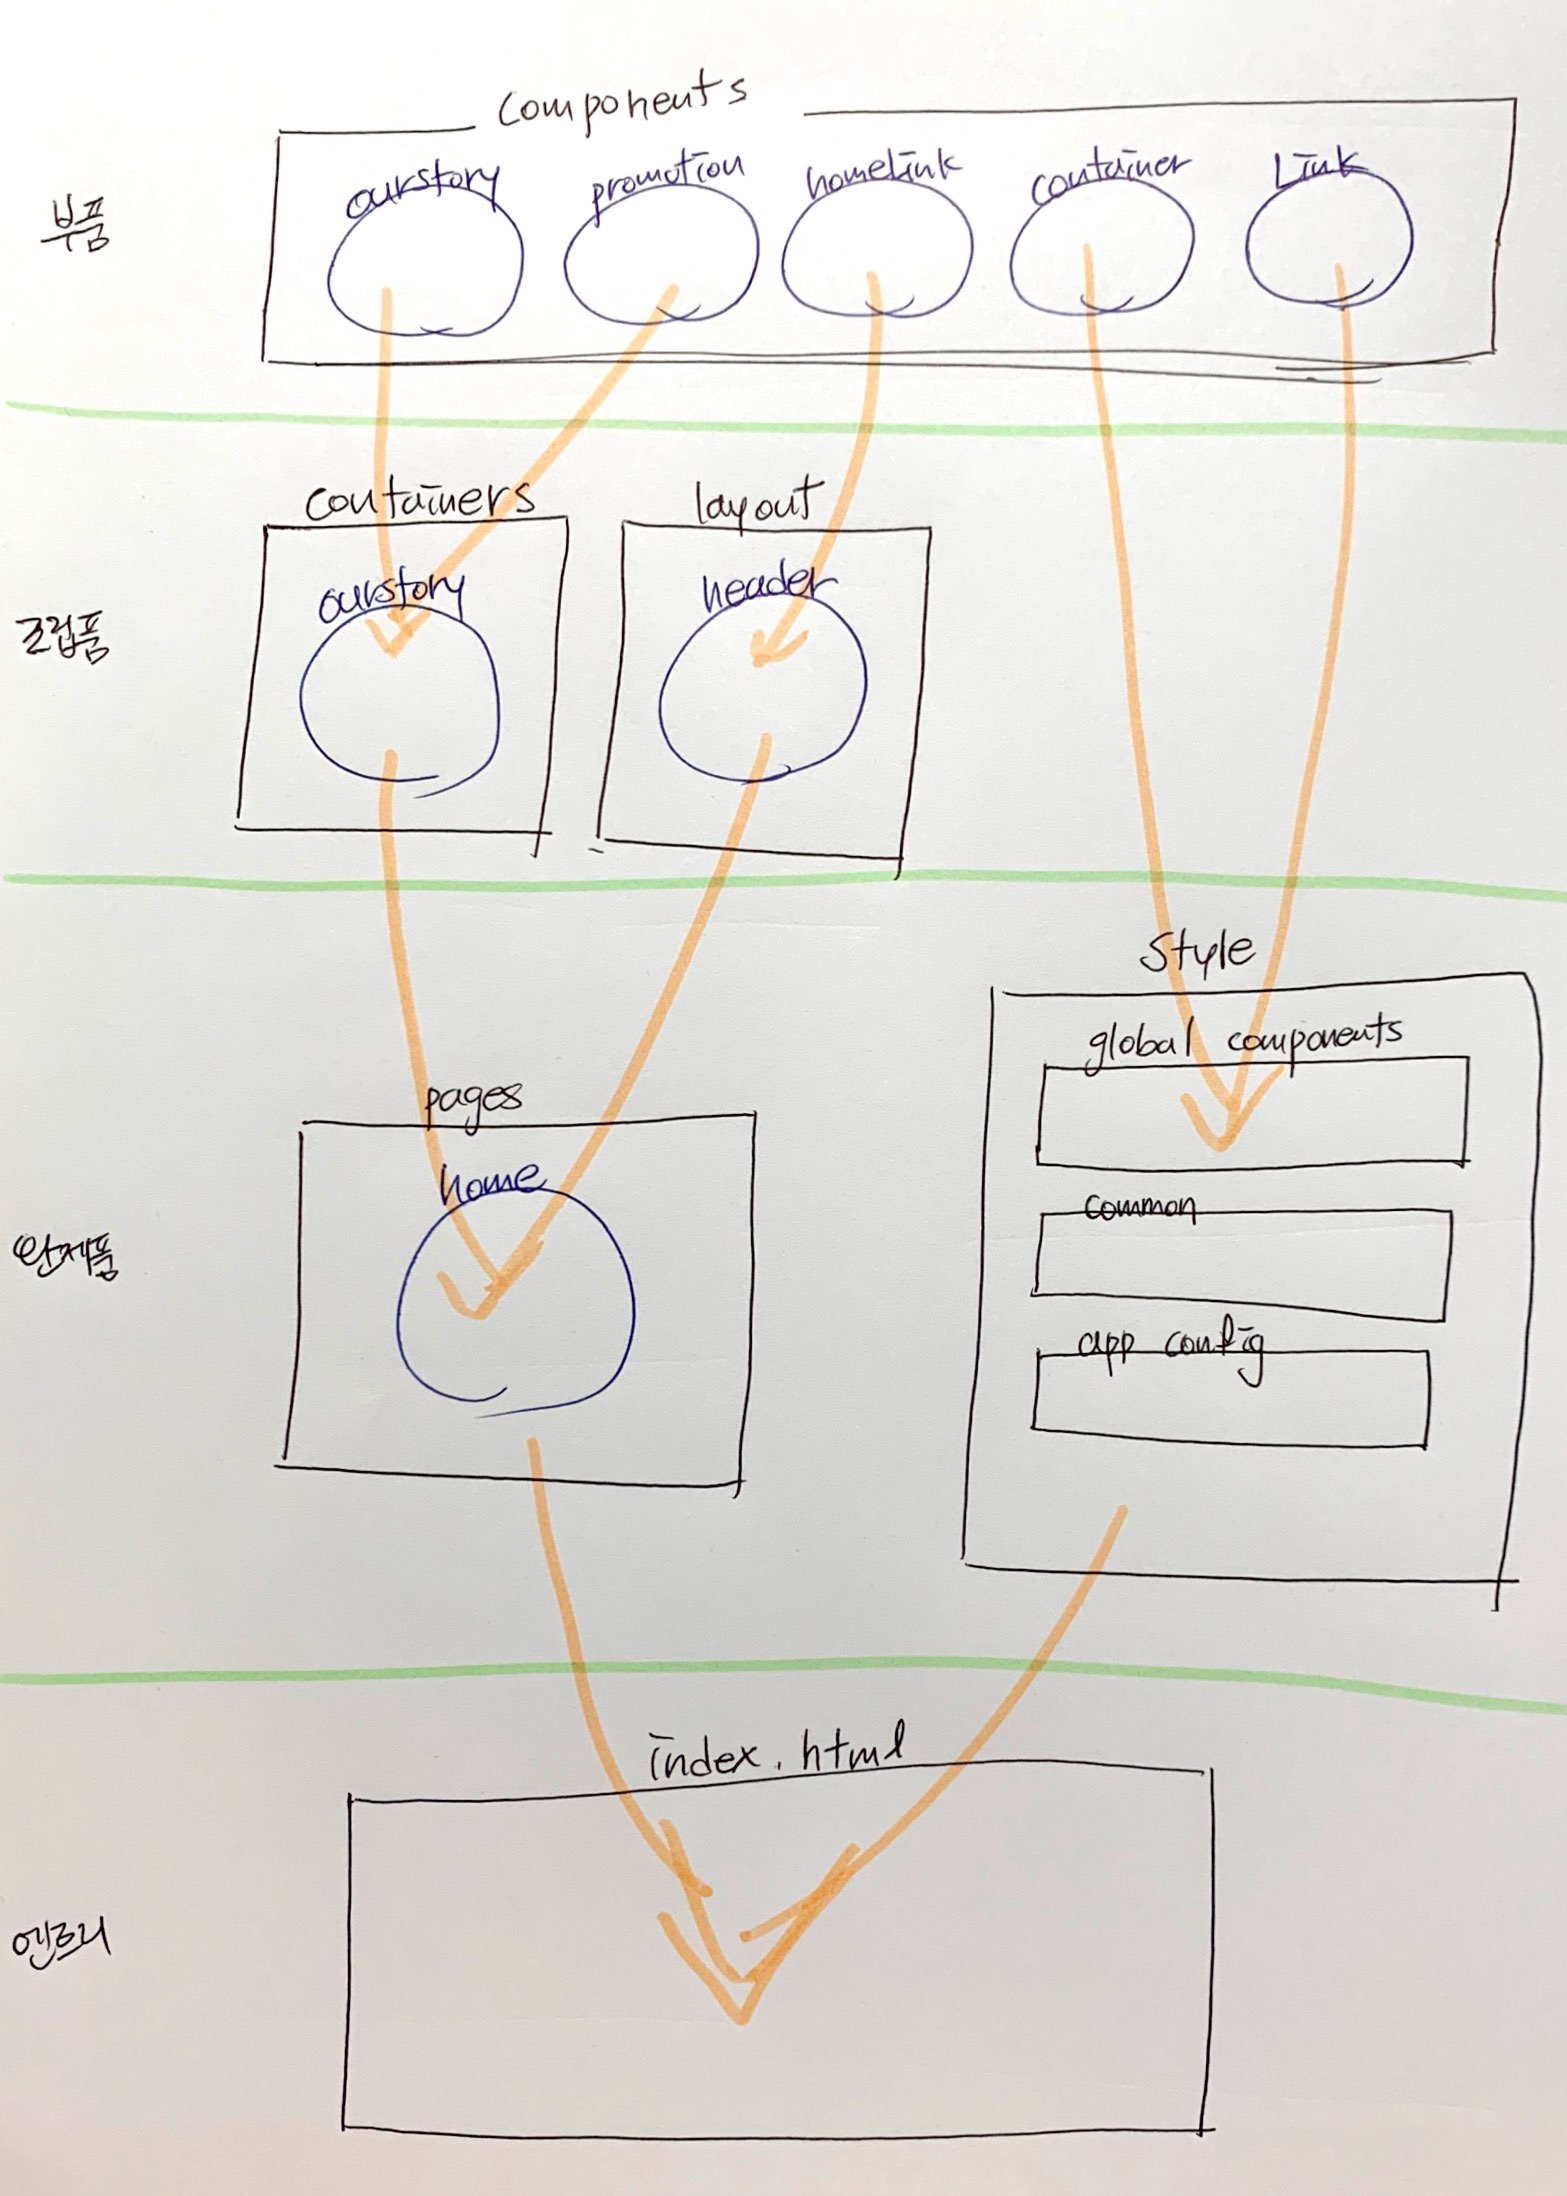 Components
ourstory promotion homeLink container Link
부품
containers layout
ourstory header
조립품
style
global components
pages
home
common
완제품
app config
index.html
엔트리